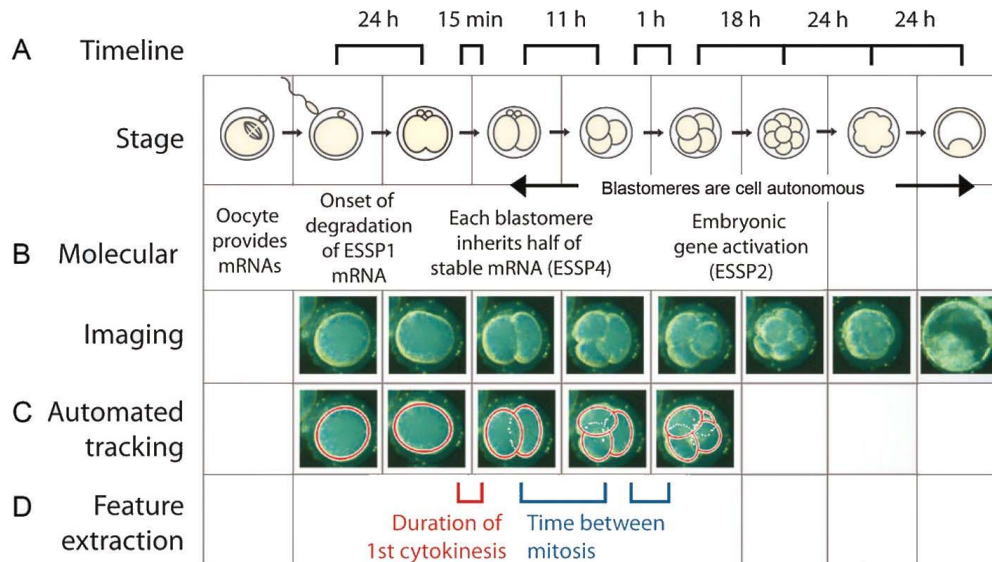 24 h 15 min 11 h 1 h 18 h 24 h 24 h
A Timeline
Stage
Blastomeres are cell autonomous
B Molecular
Oocyte
provides
mRNAs
Onset of
degradation
of ESSP1
mRNA
Each blastomere
inherits half of
stable mRNA (ESSP4)
Embryonic
gene activation
(ESSP2)
Imaging
C Automated
tracking
D Feature
extraction
Duration of
1st cytokinesis
Time between
mitosis